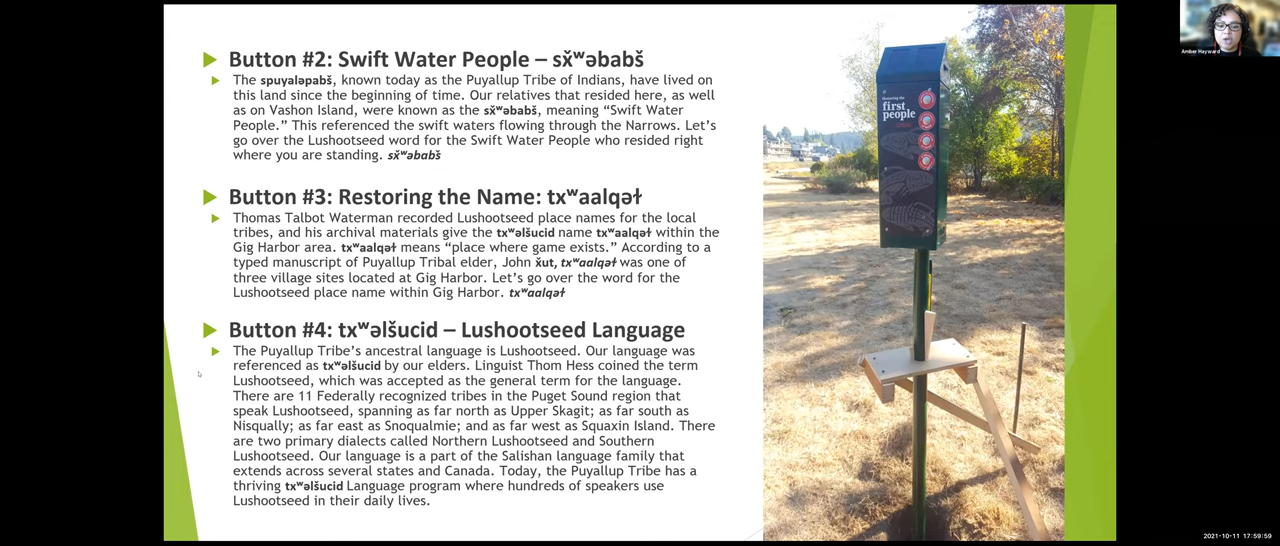 Button #2: Swift Water People – sx̌ʷəbabš
The spuyaləpabš, known today as the Puyallup Tribe of Indians, have lived on
this land since the beginning of time. Our relatives that resided here, as well
as on Vashon Island, were known as the sx̌ʷəbabš, meaning “Swift Water
People.” This referenced the swift waters flowing through the Narrows. Let’s
go over the Lushootseed word for the Swift Water People who resided right
where you are standing. sx̌ʷəbabš
Button #3: Restoring the Name: txʷaalqəɫ
Thomas Talbot Waterman recorded Lushootseed place names for the local
tribes, and his archival materials give the txʷəlšucid name txʷaalqəɫ within the
Gig Harbor area. txʷaalqəɫ means “place where game exists.” According to a
typed manuscript of Puyallup Tribal elder, John x̌ut, txʷaalqəɫ was one of
three village sites located at Gig Harbor. Let’s go over the word for the
Lushootseed place name within Gig Harbor. txʷaalqəɫ
Button #4: txʷəlšucid – Lushootseed Language
The Puyallup Tribe’s ancestral language is Lushootseed. Our language was
referenced as txʷəlšucid by our elders. Linguist Thom Hess coined the term
Lushootseed, which was accepted as the general term for the language.
There are 11 Federally recognized tribes in the Puget Sound region that
speak Lushootseed, spanning as far north as Upper Skagit; as far south as
Nisqually; as far east as Snoqualmie; and as far west as Squaxin Island. There
are two primary dialects called Northern Lushootseed and Southern
Lushootseed. Our language is a part of the Salishan language family that
extends across several states and Canada. Today, the Puyallup Tribe has a
thriving txʷəlšucid Language program where hundreds of speakers use
Lushootseed in their daily lives.
Honoring the
first
people
Amber Hayward
2021-10-11 17:59:59